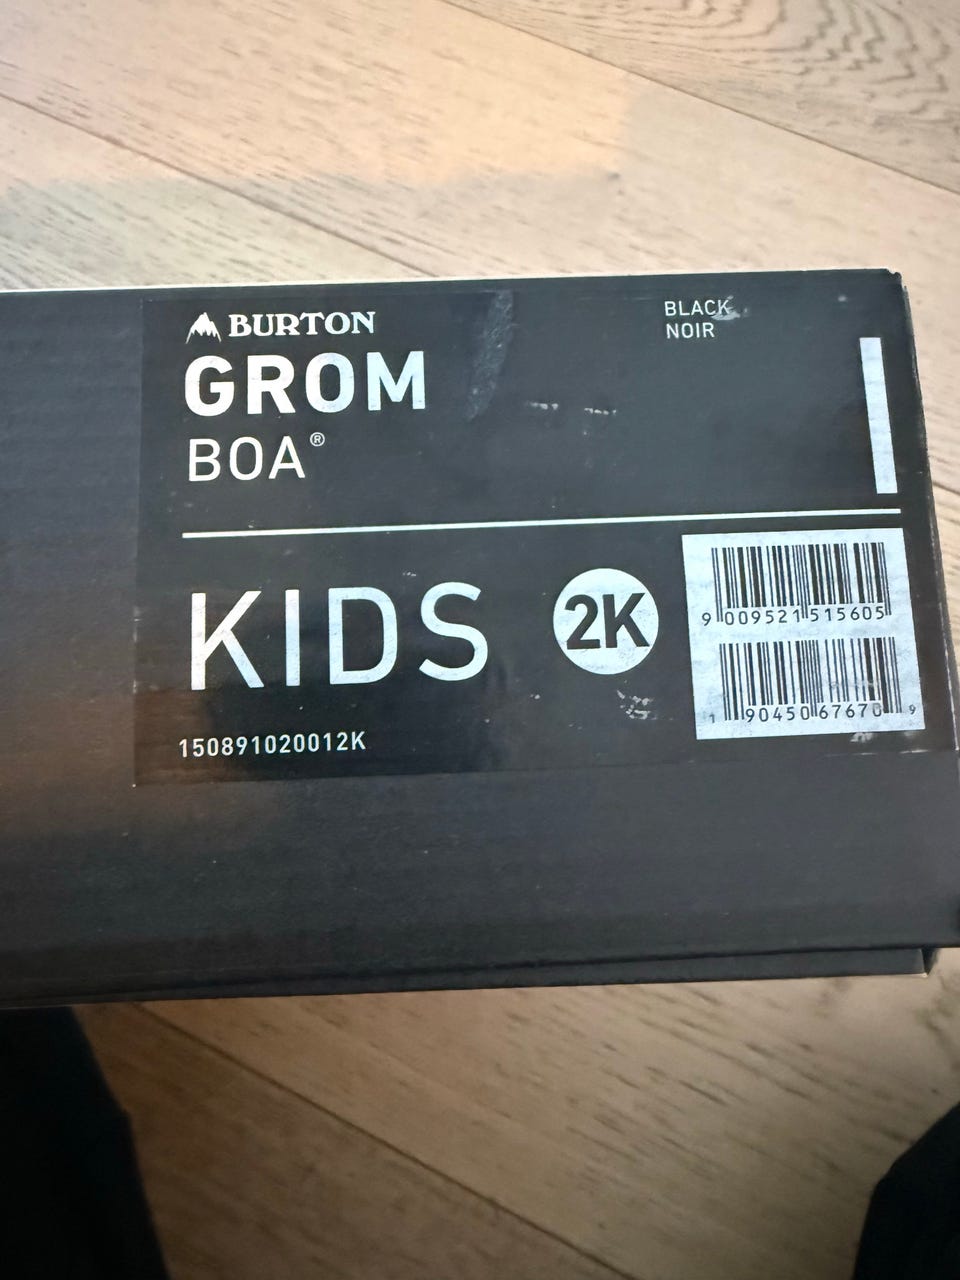 BURTON
GROM
BOA®
BLACK
NOIR
KIDS
2K
9 009521 515605
1 90450 67670 9
150891020012K